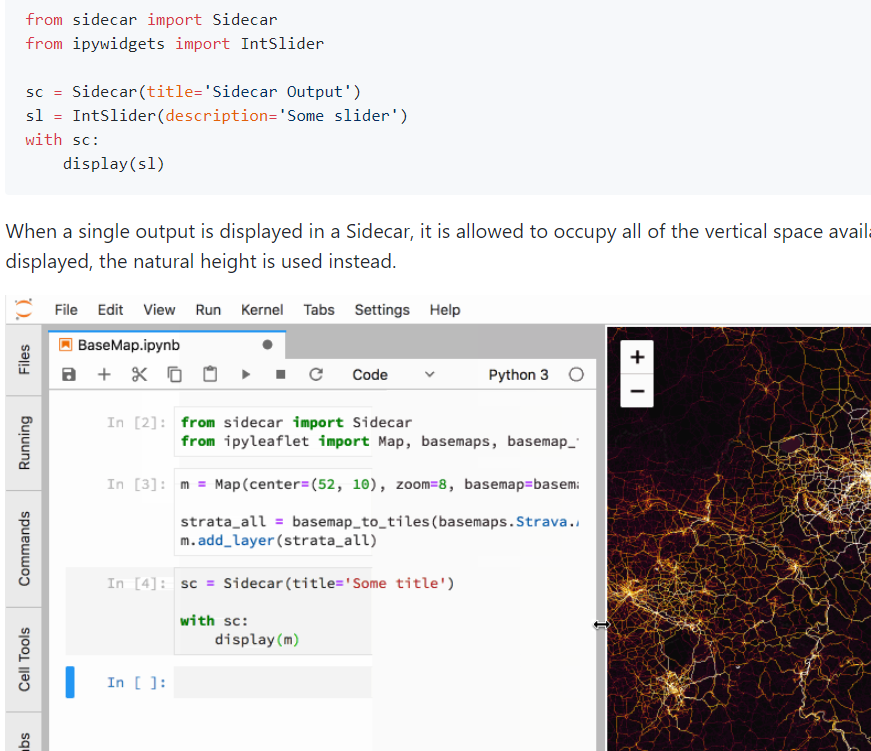 from sidecar import Sidecar
from ipywidgets import IntSlider
sc = Sidecar(title='Sidecar Output')
sl = IntSlider(description='Some slider')
with sc:
    display(sl)
When a single output is displayed in a Sidecar, it is allowed to occupy all of the vertical space
displayed, the natural height is used instead.
File Edit View Run Kernel Tabs Settings Help
Files
Running
Commands
Cell Tools
BaseMap.ipynb
Code Python 3
In [2]: from sidecar import Sidecar
from ipyleaflet import Map, basemaps, basemap_
In [3]: m = Map(center=(52, 10), zoom=8, basemap=
strata_all = basemap_to_tiles(basemaps.Strava.
m.add_layer(strata_all)
In [4]: sc = Sidecar(title='Some title')
with sc:
    display(m)
In [ ]:
+
−